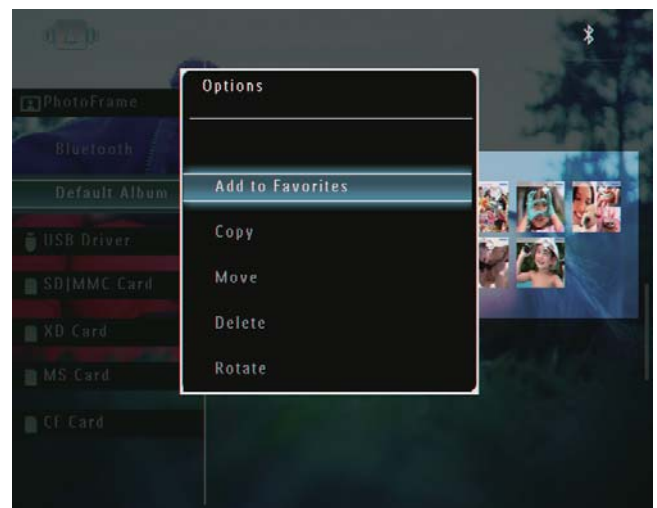 Options
Add to Favorites
Copy
Move
Delete
Rotate
PhotoFrame
Bluetooth
Default Album
USB Driver
SD|MMC Card
XD Card
MS Card
CF Card